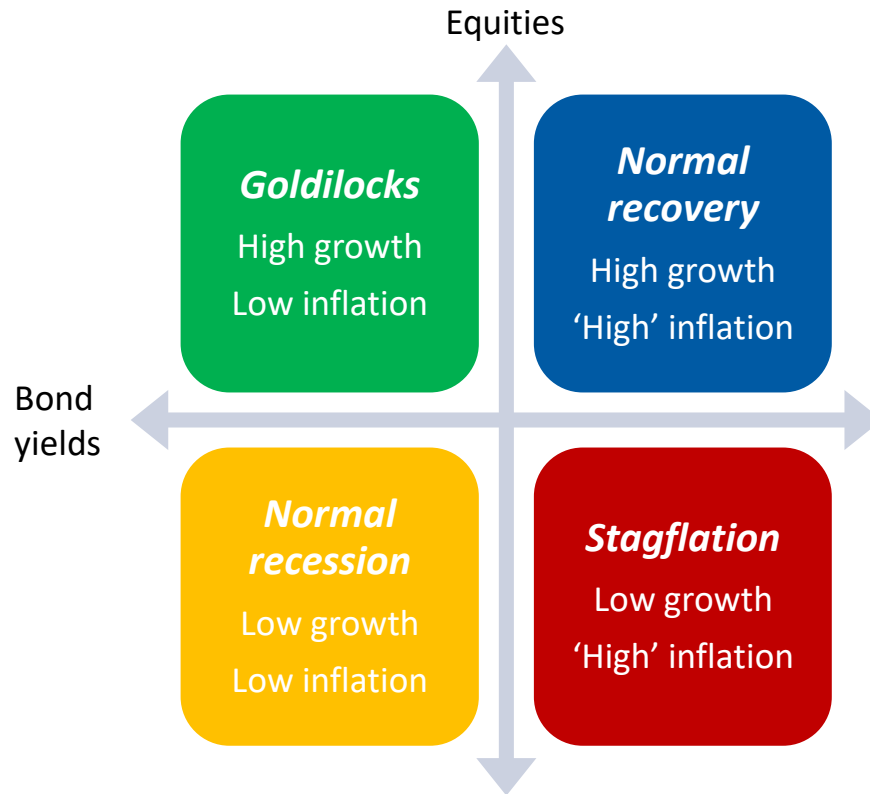 Equities
Goldilocks
High growth
Low inflation
Normal
recovery
High growth
‘High’ inflation
Bond
yields
Normal
recession
Low growth
Low inflation
Stagflation
Low growth
‘High’ inflation